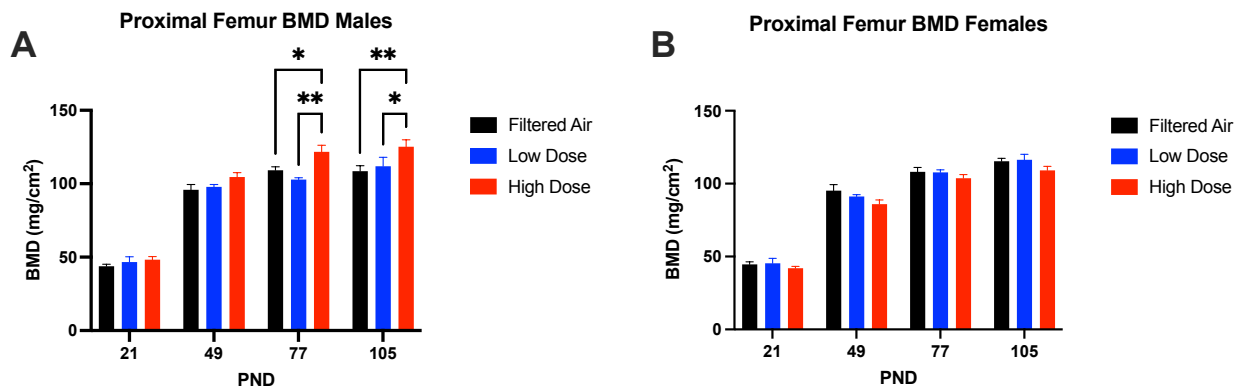 Proximal Femur BMD Males
A
*
**
**
*
150
100
50
0
BMD (mg/cm²)
21 49 77 105
PND
Filtered Air
Low Dose
High Dose
Proximal Femur BMD Females
B
150
100
50
0
BMD (mg/cm²)
21 49 77 105
PND
Filtered Air
Low Dose
High Dose